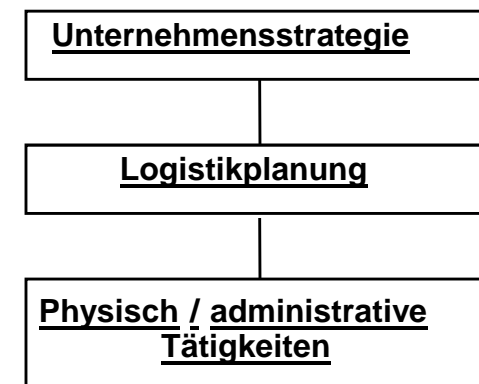 Unternehmensstrategie
Logistikplanung
Physisch / administrative
Tätigkeiten